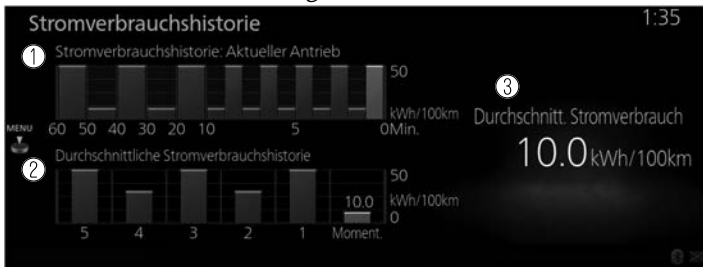 Stromverbrauchshistorie 1:35
① Stromverbrauchshistorie: Aktueller Antrieb
50
kWh/100km
60 50 40 30 20 10 5 0Min.
MENU
② Durchschnittliche Stromverbrauchshistorie
50
kWh/100km
10.0
0
5 4 3 2 1 Moment.
③
Durchschnitt. Stromverbrauch
10.0kWh/100km